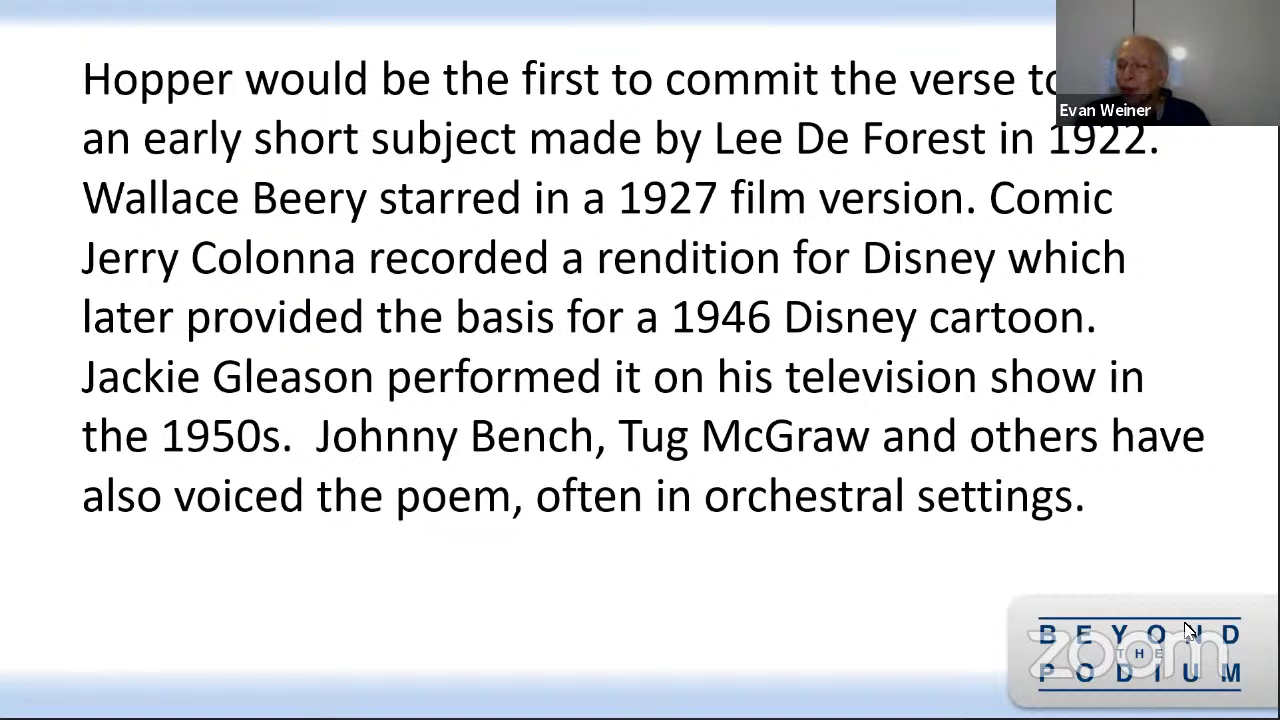 Hopper would be the first to commit the verse to
an early short subject made by Lee De Forest in 1922.
Wallace Beery starred in a 1927 film version. Comic
Jerry Colonna recorded a rendition for Disney which
later provided the basis for a 1946 Disney cartoon.
Jackie Gleason performed it on his television show in
the 1950s.  Johnny Bench, Tug McGraw and others have
also voiced the poem, often in orchestral settings.
Evan Weiner
BEYOND
THE
PODIUM
zoom